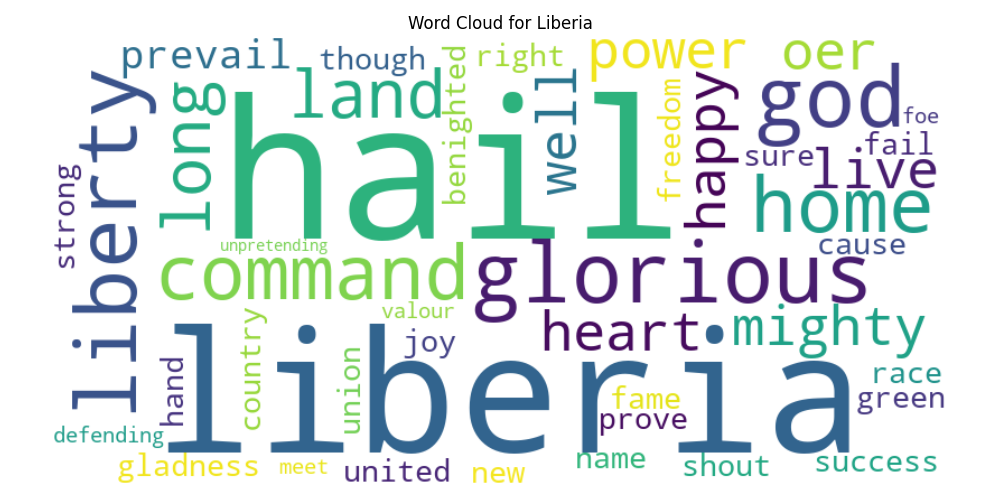 Word Cloud for Liberia
prevail
though
benighted
right
power
oer
liberty
long
land
hail
well
freedom
happy
god
foe
fail
sure
live
strong
home
unpretending
command
glorious
cause
valour
country
liberia
joy
heart
mighty
hand
union
fame
prove
race
green
defending
gladness
meet
united
new
name
shout
success